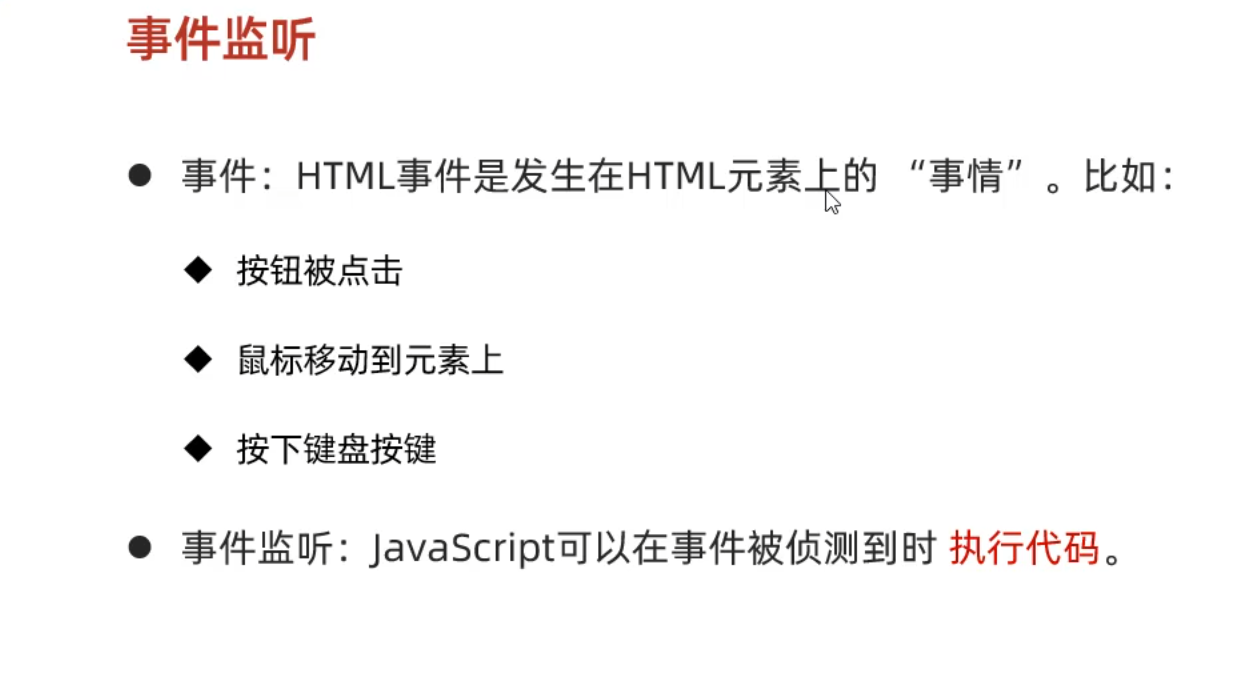 事件监听
● 事件：HTML事件是发生在HTML元素上的 “事情” 。比如：
◆ 按钮被点击
◆ 鼠标移动到元素上
◆ 按下键盘按键
● 事件监听：JavaScript可以在事件被侦测到时 执行代码。